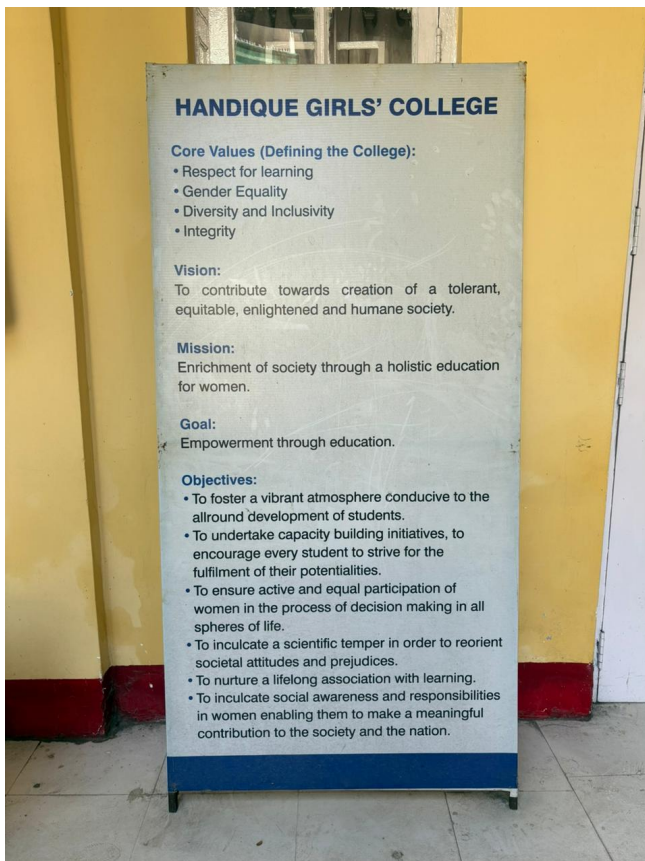 HANDIQUE GIRLS' COLLEGE
Core Values (Defining the College):
• Respect for learning
• Gender Equality
• Diversity and Inclusivity
• Integrity
Vision:
To contribute towards creation of a tolerant,
equitable, enlightened and humane society.
Mission:
Enrichment of society through a holistic education
for women.
Goal:
Empowerment through education.
Objectives:
• To foster a vibrant atmosphere conducive to the
allround development of students.
• To undertake capacity building initiatives, to
encourage every student to strive for the
fulfilment of their potentialities.
• To ensure active and equal participation of
women in the process of decision making in all
spheres of life.
• To inculcate a scientific temper in order to reorient
societal attitudes and prejudices.
• To nurture a lifelong association with learning.
• To inculcate social awareness and responsibilities
in women enabling them to make a meaningful
contribution to the society and the nation.